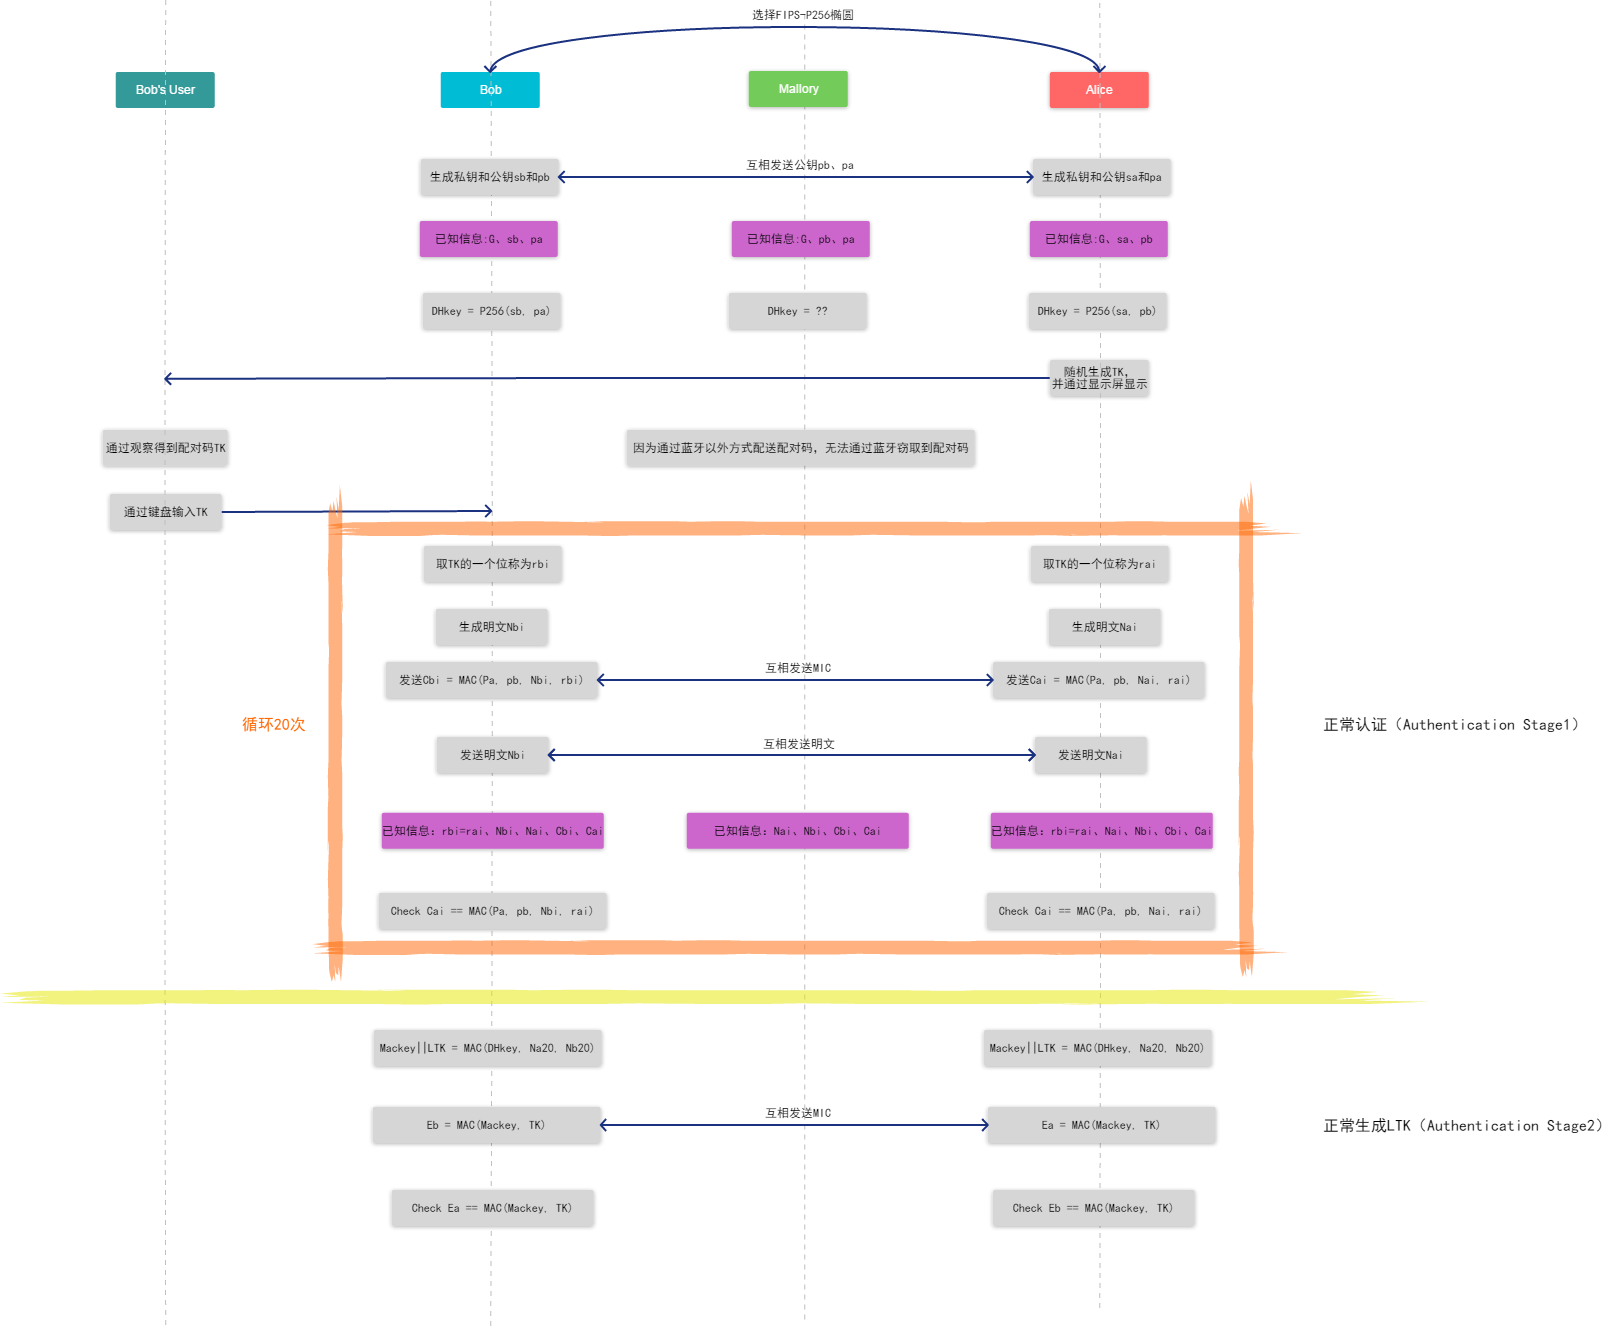 选择FIPS-P256椭圆
Bob's User
Bob
Mallory
Alice
互相发送公钥pb、pa
生成私钥和公钥sb和pb
生成私钥和公钥sa和pa
已知信息:G、sb、pa
已知信息:G、pb、pa
已知信息:G、sa、pb
DHkey = P256(sb, pa)
DHkey = ??
DHkey = P256(sa, pb)
随机生成TK,
并通过显示屏显示
通过观察得到配对码TK
因为通过蓝牙以外方式配送配对码，无法通过蓝牙窃取到配对码
通过键盘输入TK
取TK的一个位称为rbi
取TK的一个位称为rai
生成明文Nbi
生成明文Nai
互相发送MIC
发送Cbi = MAC(Pa, pb, Nbi, rbi)
发送Cai = MAC(Pa, pb, Nai, rai)
循环20次
正常认证（Authentication Stage1）
互相发送明文
发送明文Nbi
发送明文Nai
已知信息：rbi=rai、Nbi、Nai、Cbi、Cai
已知信息：Nai、Nbi、Cbi、Cai
已知信息：rbi=rai、Nai、Nbi、Cbi、Cai
Check Cai == MAC(Pa, pb, Nbi, rai)
Check Cai == MAC(Pa, pb, Nai, rai)
Mackey||LTK = MAC(DHkey, Na20, Nb20)
Mackey||LTK = MAC(DHkey, Na20, Nb20)
互相发送MIC
Eb = MAC(Mackey, TK)
Ea = MAC(Mackey, TK)
正常生成LTK（Authentication Stage2）
Check Ea == MAC(Mackey, TK)
Check Eb == MAC(Mackey, TK)